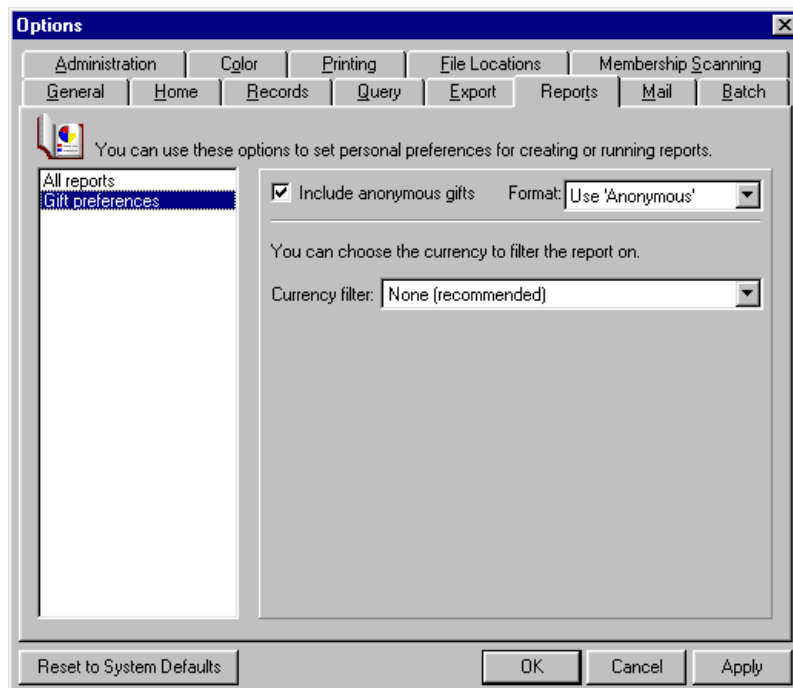 Options
Administration Color Printing File Locations Membership Scanning
General Home Records Query Export Reports Mail Batch
You can use these options to set personal preferences for creating or running reports.
All reports
Gift preferences
Include anonymous gifts Format: Use 'Anonymous'
You can choose the currency to filter the report on.
Currency filter: None (recommended)
Reset to System Defaults OK Cancel Apply